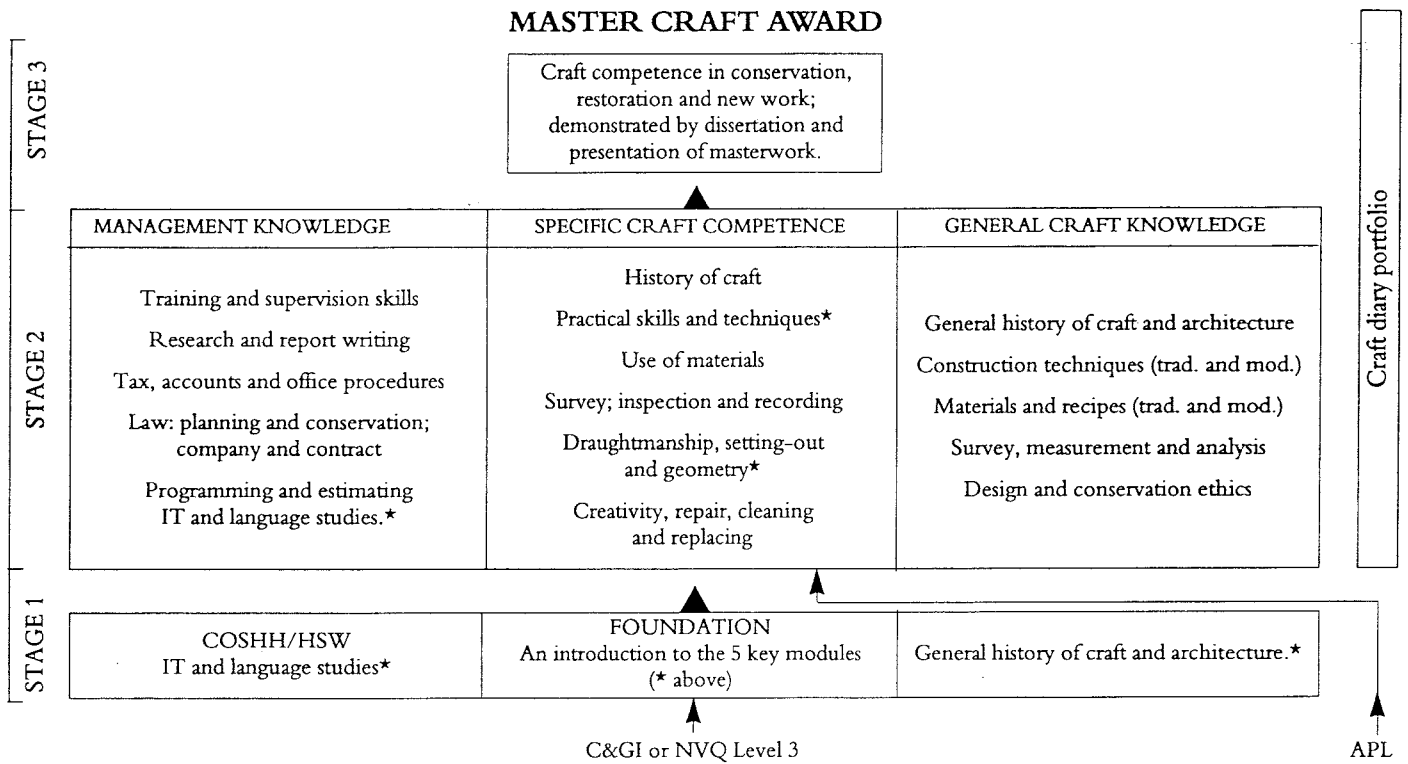 MASTER CRAFT AWARD
STAGE 3
Craft competence in conservation,
restoration and new work;
demonstrated by dissertation and
presentation of masterwork.
STAGE 2
MANAGEMENT KNOWLEDGE
Training and supervision skills
Research and report writing
Tax, accounts and office procedures
Law: planning and conservation;
company and contract
Programming and estimating
IT and language studies.★
SPECIFIC CRAFT COMPETENCE
History of craft
Practical skills and techniques★
Use of materials
Survey; inspection and recording
Draughtmanship, setting-out
and geometry★
Creativity, repair, cleaning
and replacing
GENERAL CRAFT KNOWLEDGE
General history of craft and architecture
Construction techniques (trad. and mod.)
Materials and recipes (trad. and mod.)
Survey, measurement and analysis
Design and conservation ethics
Craft diary portfolio
STAGE 1
COSHH/HSW
IT and language studies★
FOUNDATION
An introduction to the 5 key modules
(★ above)
General history of craft and architecture.★
C&GI or NVQ Level 3
APL